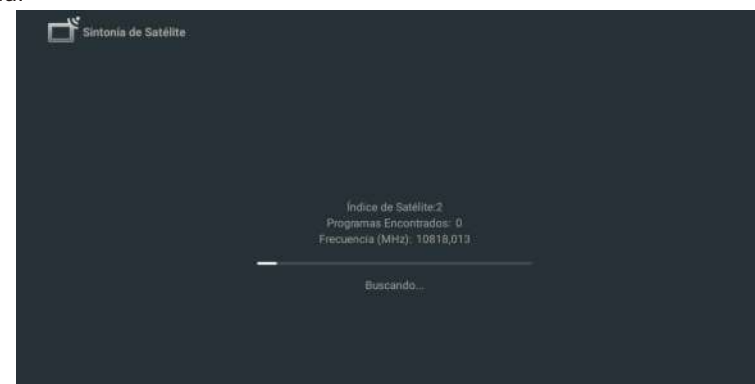 Sintonía de Satélite
Índice de Satélite:2
Programas Encontrados: 0
Frecuencia (MHz): 10818,013
Buscando...